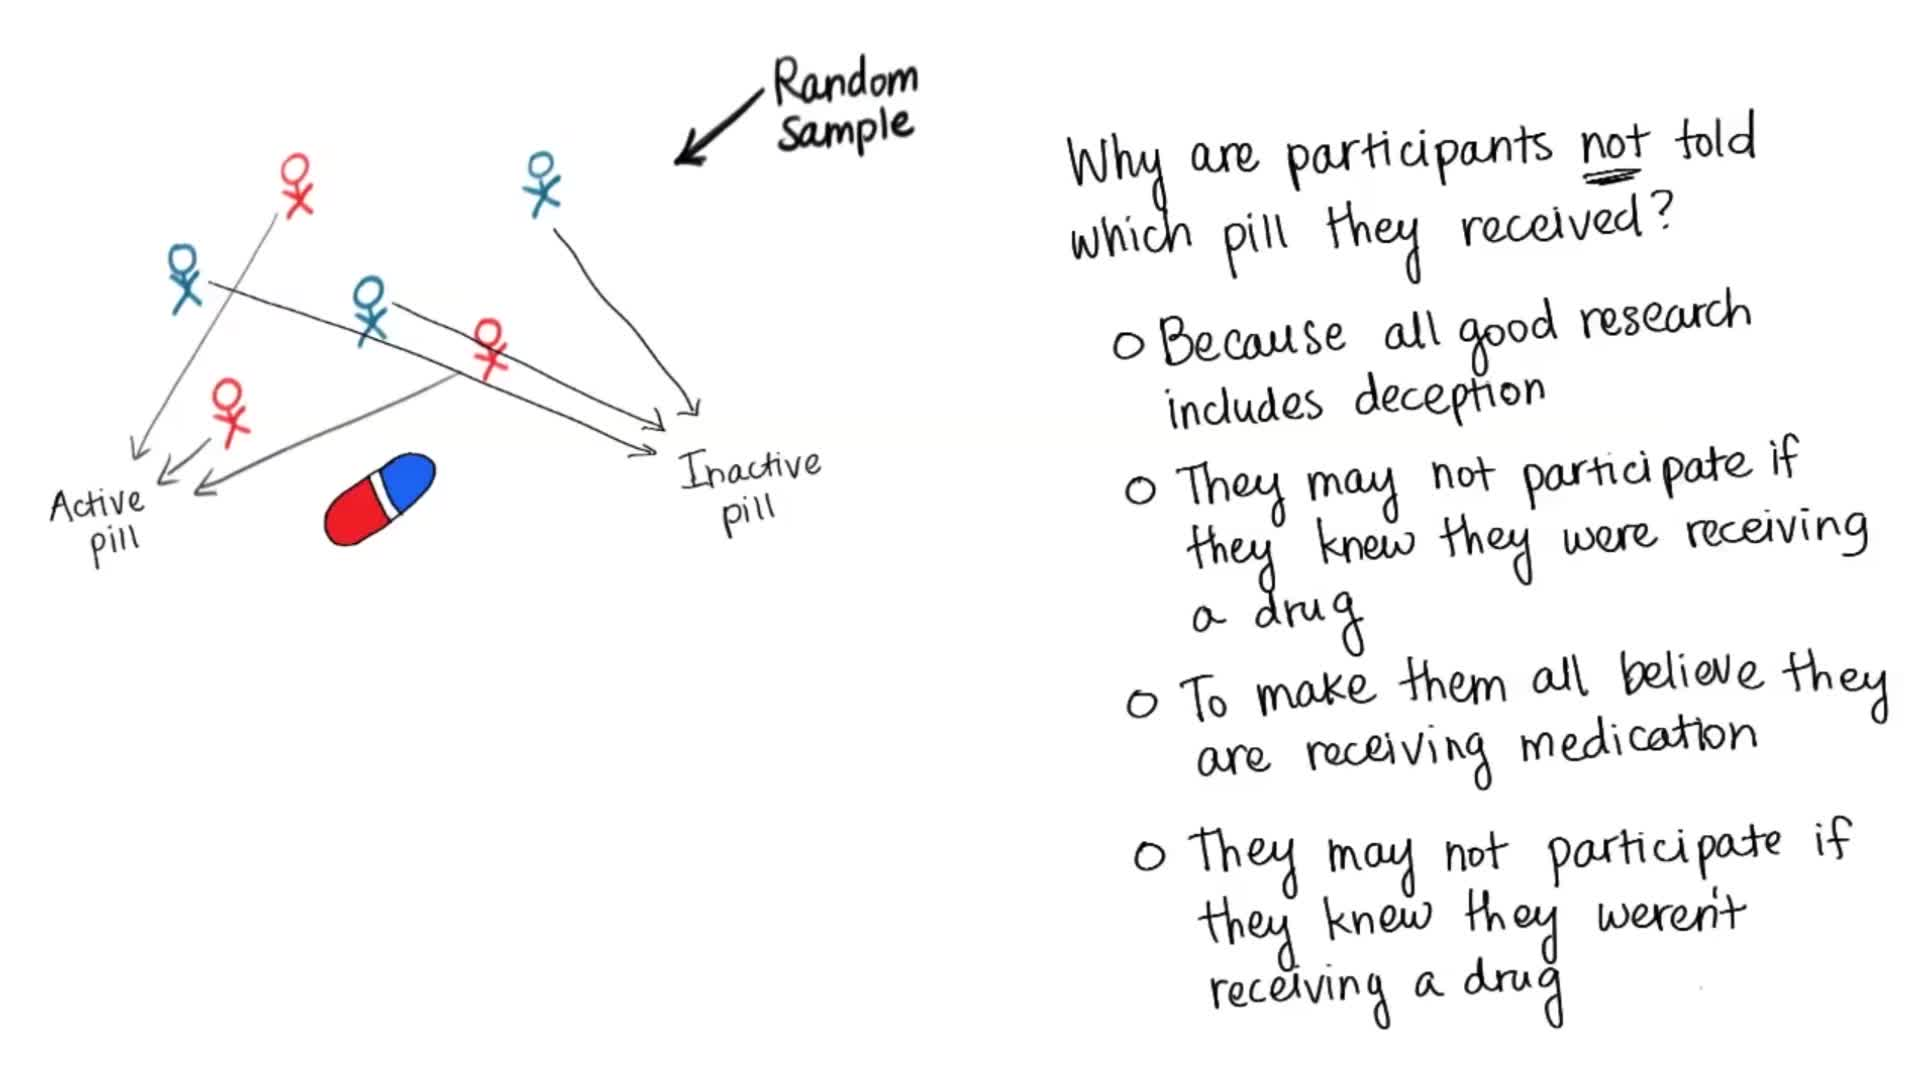 Random
Sample
Active
pill
Inactive
pill
Why are participants not told
which pill they received?
Because all good research
includes deception
They may not participate if
they knew they were receiving
a drug
To make them all believe they
are receiving medication
They may not participate if
they knew they weren't
receiving a drug